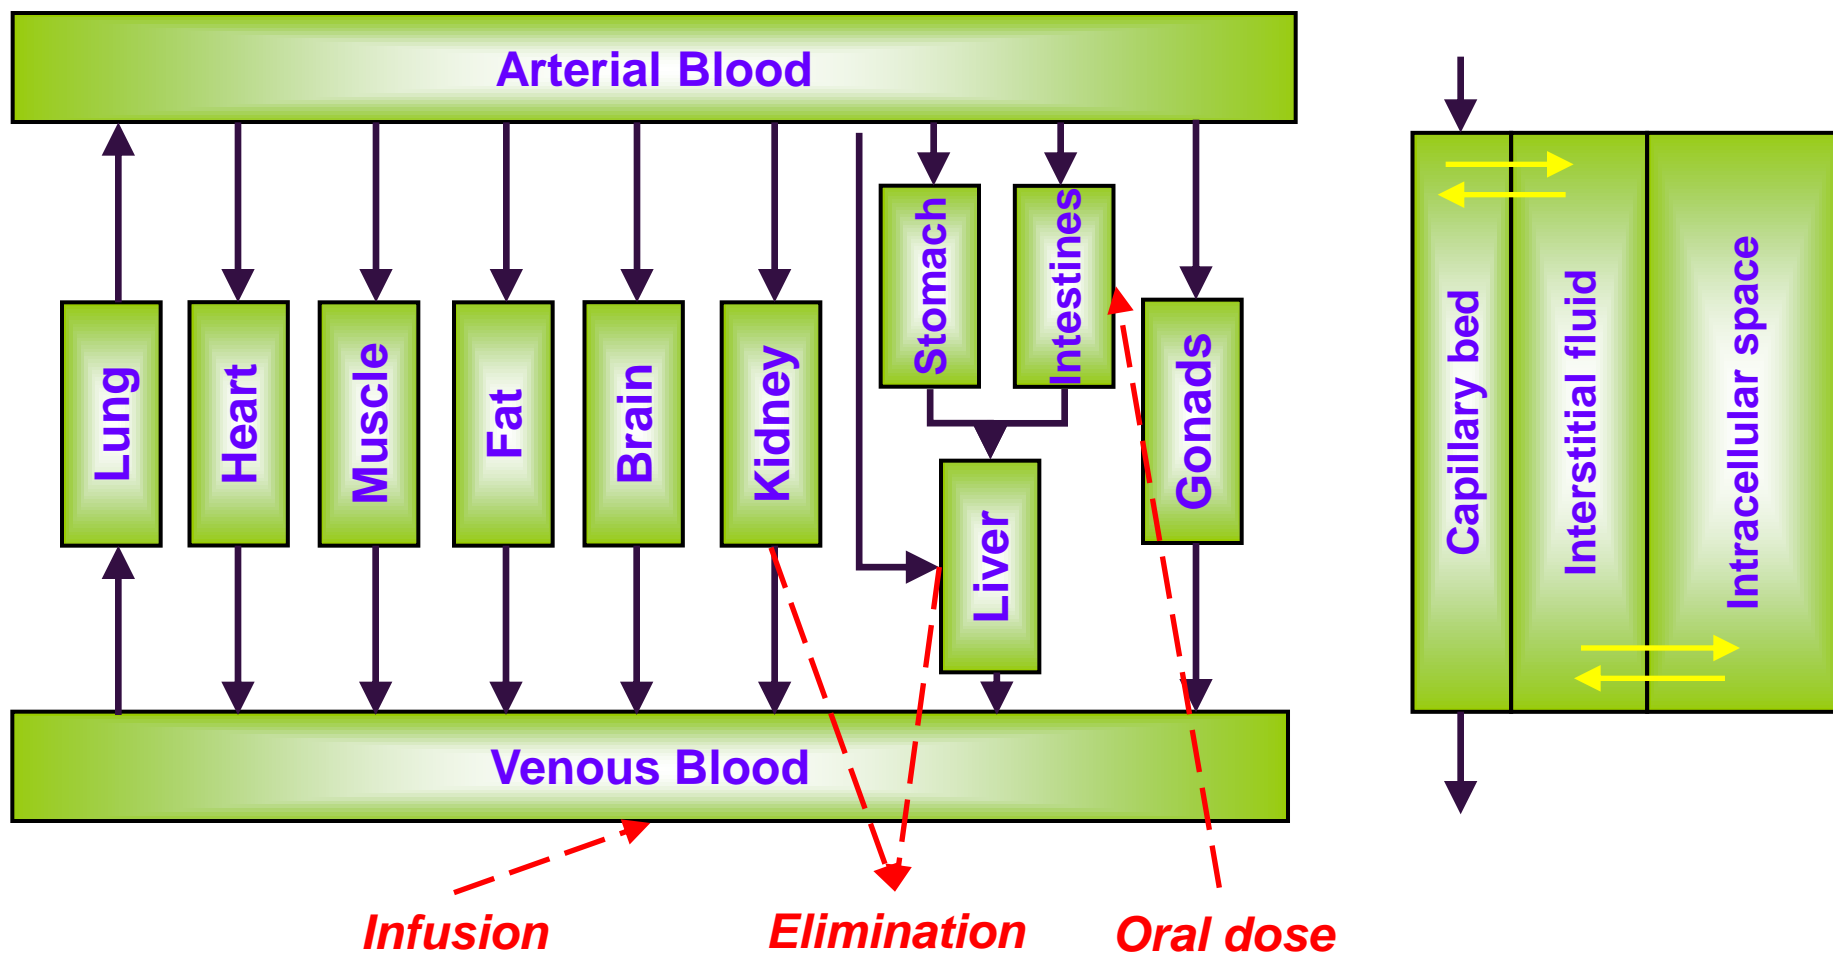 Arterial Blood
Lung
Heart
Muscle
Fat
Brain
Kidney
Stomach
Intestines
Liver
Gonads
Venous Blood
Infusion
Elimination
Oral dose
Capillary bed
Interstitial fluid
Intracellular space